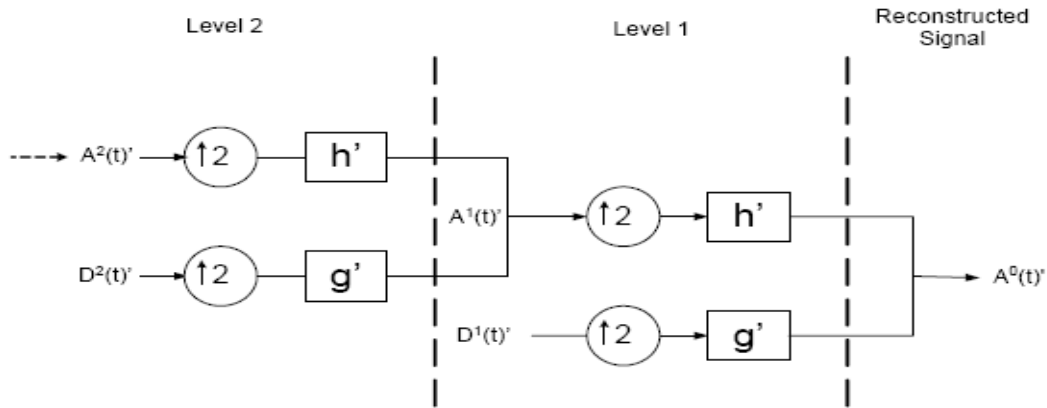 Level 2
Level 1
Reconstructed
Signal
A²(t)'
↑2
h'
D²(t)'
↑2
g'
A¹(t)'
↑2
h'
D¹(t)'
↑2
g'
A⁰(t)'